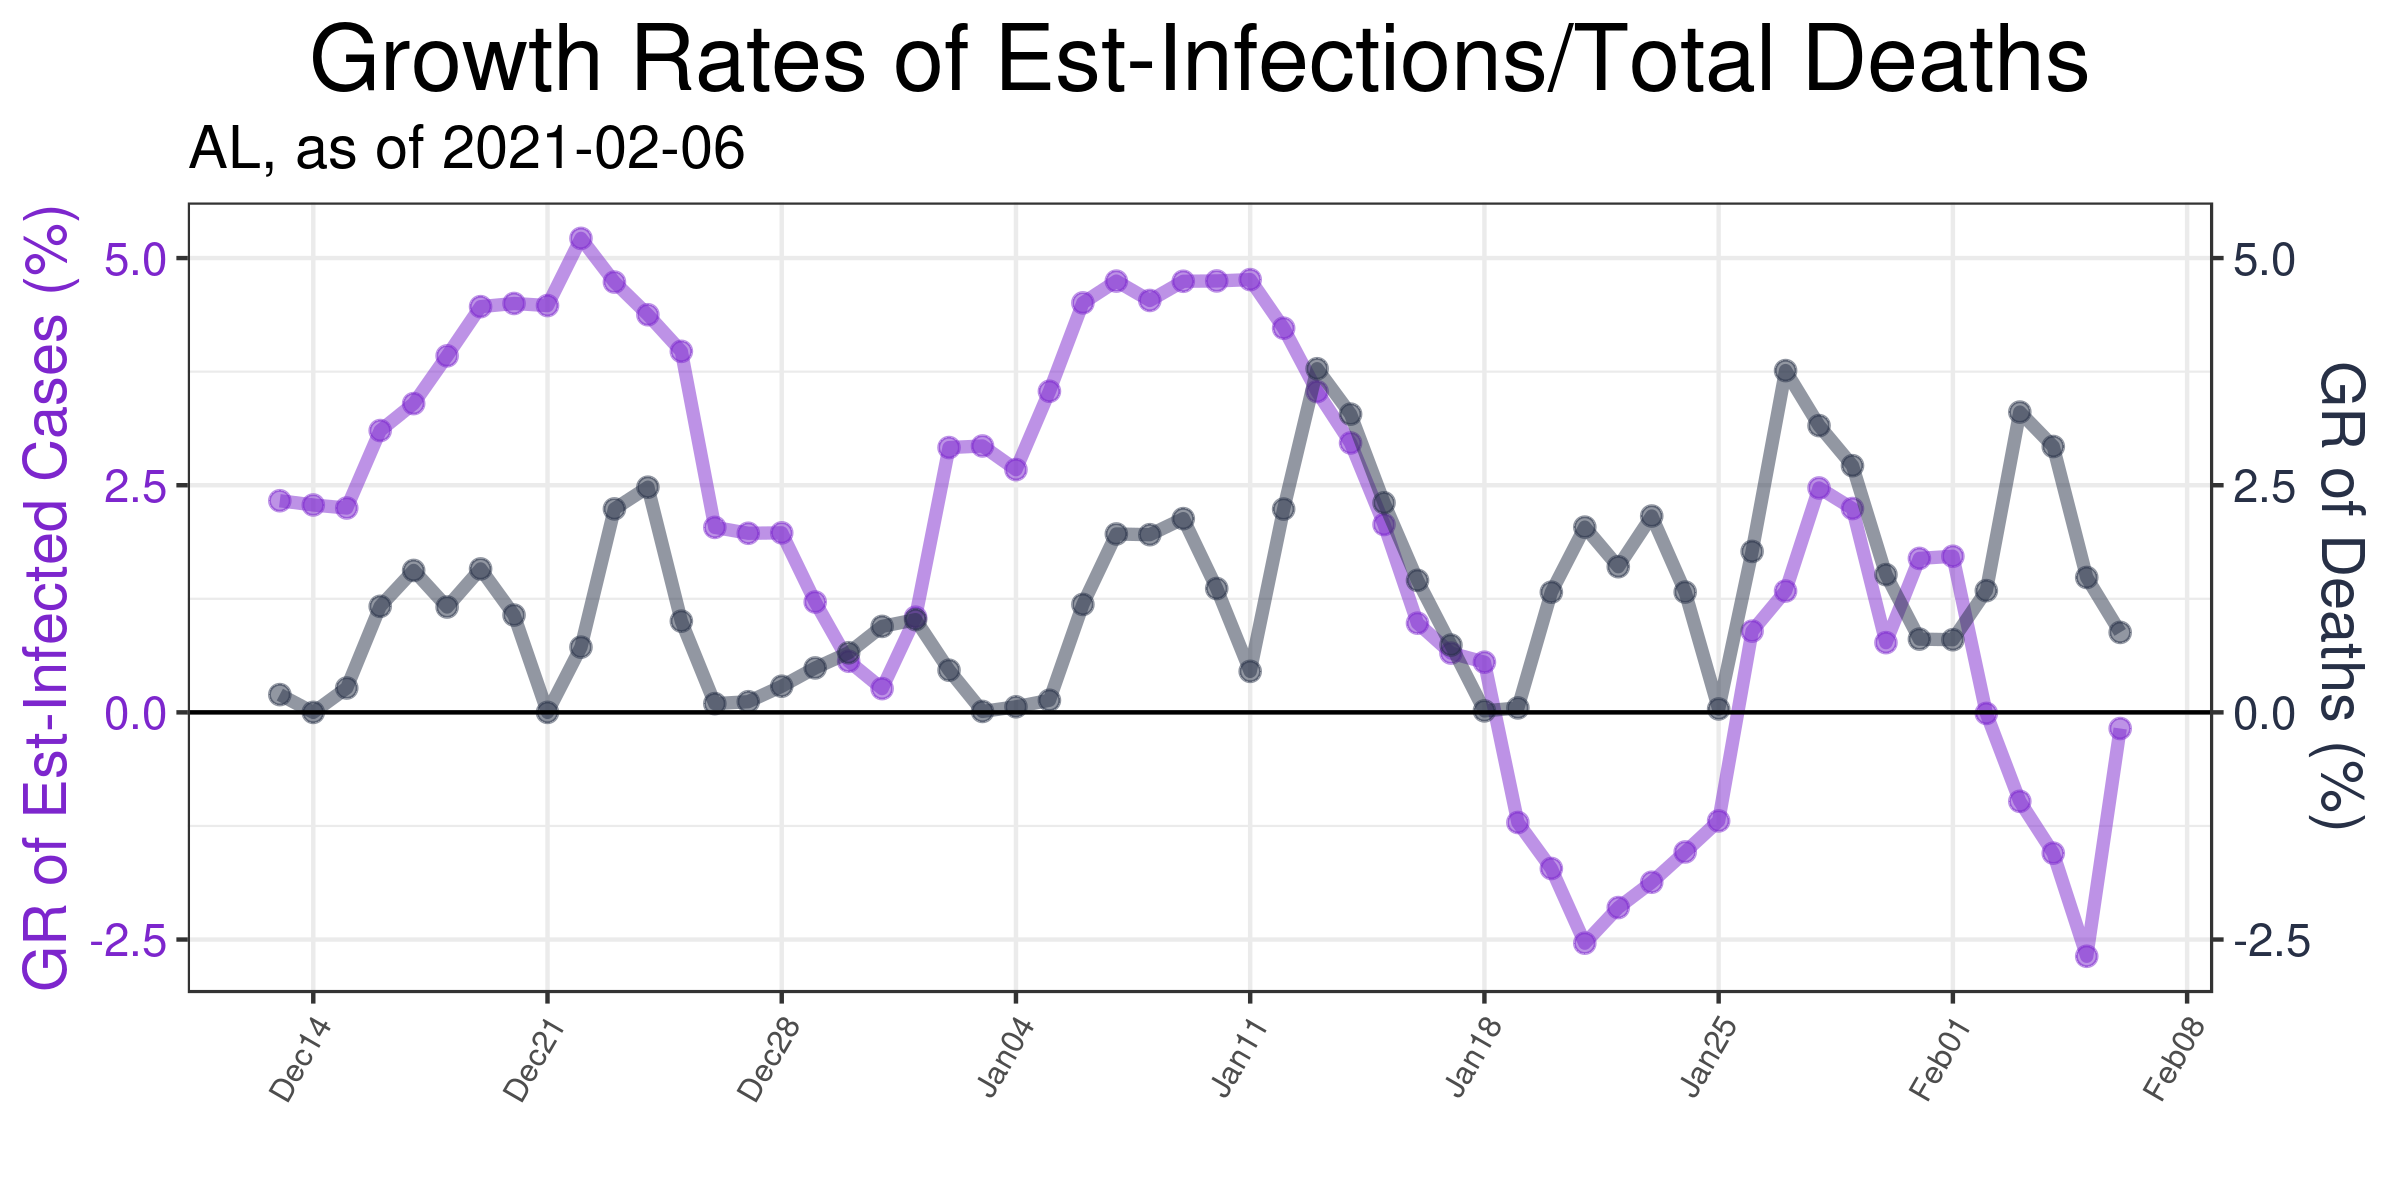 Growth Rates of Est-Infections/Total Deaths
AL, as of 2021-02-06
GR of Est-Infected Cases (%)
5.0
2.5
0.0
-2.5
5.0
2.5
0.0
-2.5
GR of Deaths (%)
Dec14
Dec21
Dec28
Jan04
Jan11
Jan18
Jan25
Feb01
Feb08